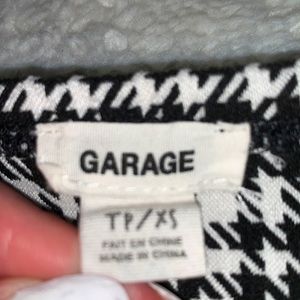 GARAGE
TP/XS
FAIT EN CHINE
MADE IN CHINA